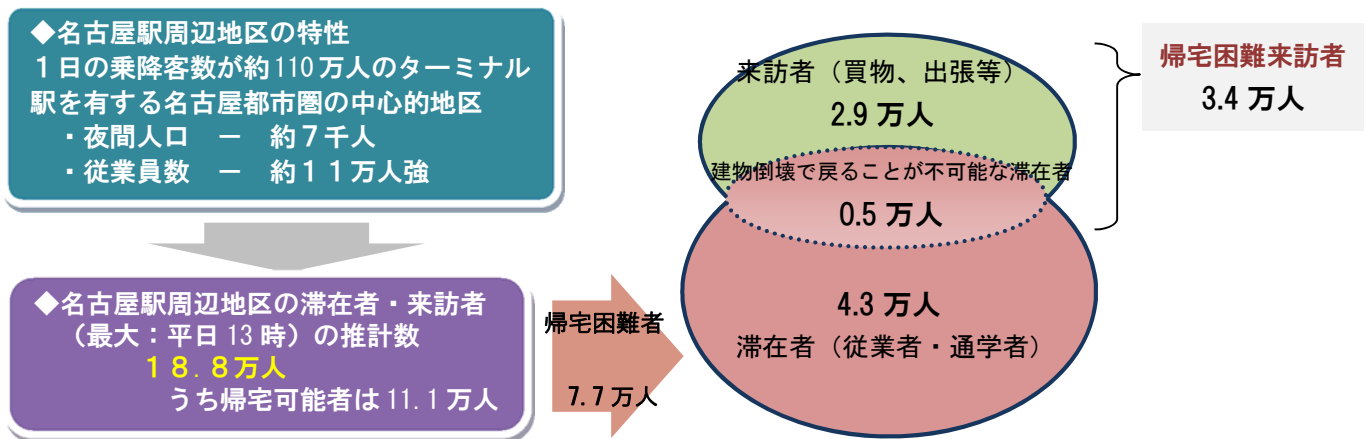 ◆名古屋駅周辺地区の特性
１日の乗降客数が約110万人のターミナル
駅を有する名古屋都市圏の中心的地区
・夜間人口　－　約７千人
・従業員数　－　約１１万人強
◆名古屋駅周辺地区の滞在者・来訪者
（最大：平日13時）の推計数
１８.８万人
うち帰宅可能者は11.1万人
帰宅困難者
7.7万人
来訪者（買物、出張等）
2.9万人
建物倒壊で戻ることが不可能な滞在者
0.5万人
4.3万人
滞在者（従業者・通学者）
帰宅困難来訪者
3.4万人